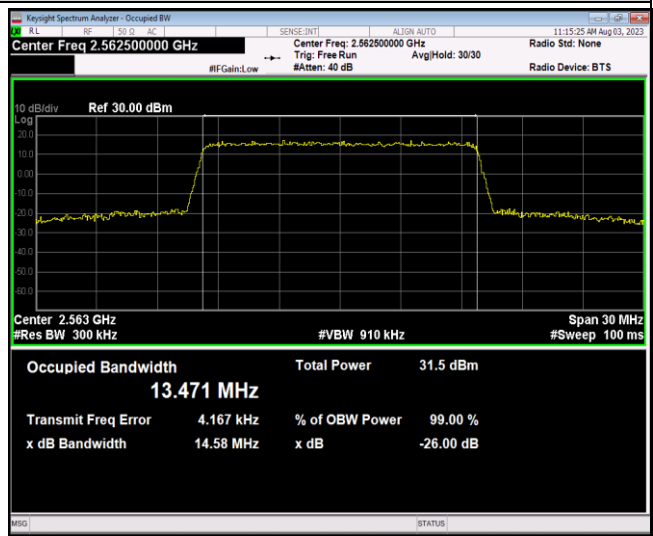 Keysight Spectrum Analyzer - Occupied BW
RL RF 50 Ω AC SENSE:INT ALIGN AUTO 11:15:25 AM Aug 03, 2023
Center Freq 2.562500000 GHz Center Freq: 2.562500000 GHz Radio Std: None
Trig: Free Run Avg|Hold: 30/30
#IFGain:Low #Atten: 40 dB Radio Device: BTS
10 dB/div Ref 30.00 dBm
Log
20.0
10.0
0.00
-10.0
-20.0
-30.0
-40.0
-50.0
-60.0
Center 2.563 GHz Span 30 MHz
#Res BW 300 kHz #VBW 910 kHz #Sweep 100 ms
Occupied Bandwidth Total Power 31.5 dBm
13.471 MHz
Transmit Freq Error 4.167 kHz % of OBW Power 99.00 %
x dB Bandwidth 14.58 MHz x dB -26.00 dB
MSG STATUS